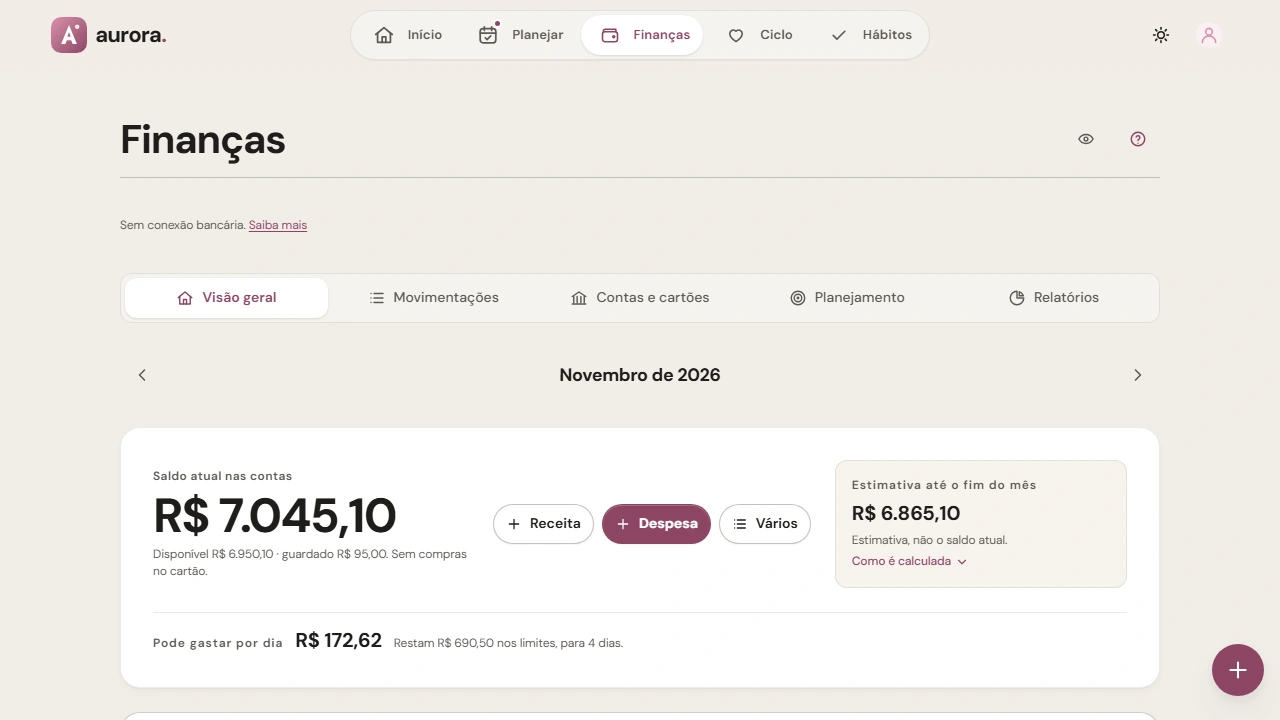 aurora.
Início
Planejar
Finanças
Ciclo
Hábitos
Finanças
Sem conexão bancária. Saiba mais
Visão geral
Movimentações
Contas e cartões
Planejamento
Relatórios
Novembro de 2026
Saldo atual nas contas
R$ 7.045,10
Disponível R$ 6.950,10 · guardado R$ 95,00. Sem compras
no cartão.
Receita
Despesa
Vários
Estimativa até o fim do mês
R$ 6.865,10
Estimativa, não o saldo atual.
Como é calculada
Pode gastar por dia R$ 172,62 Restam R$ 690,50 nos limites, para 4 dias.